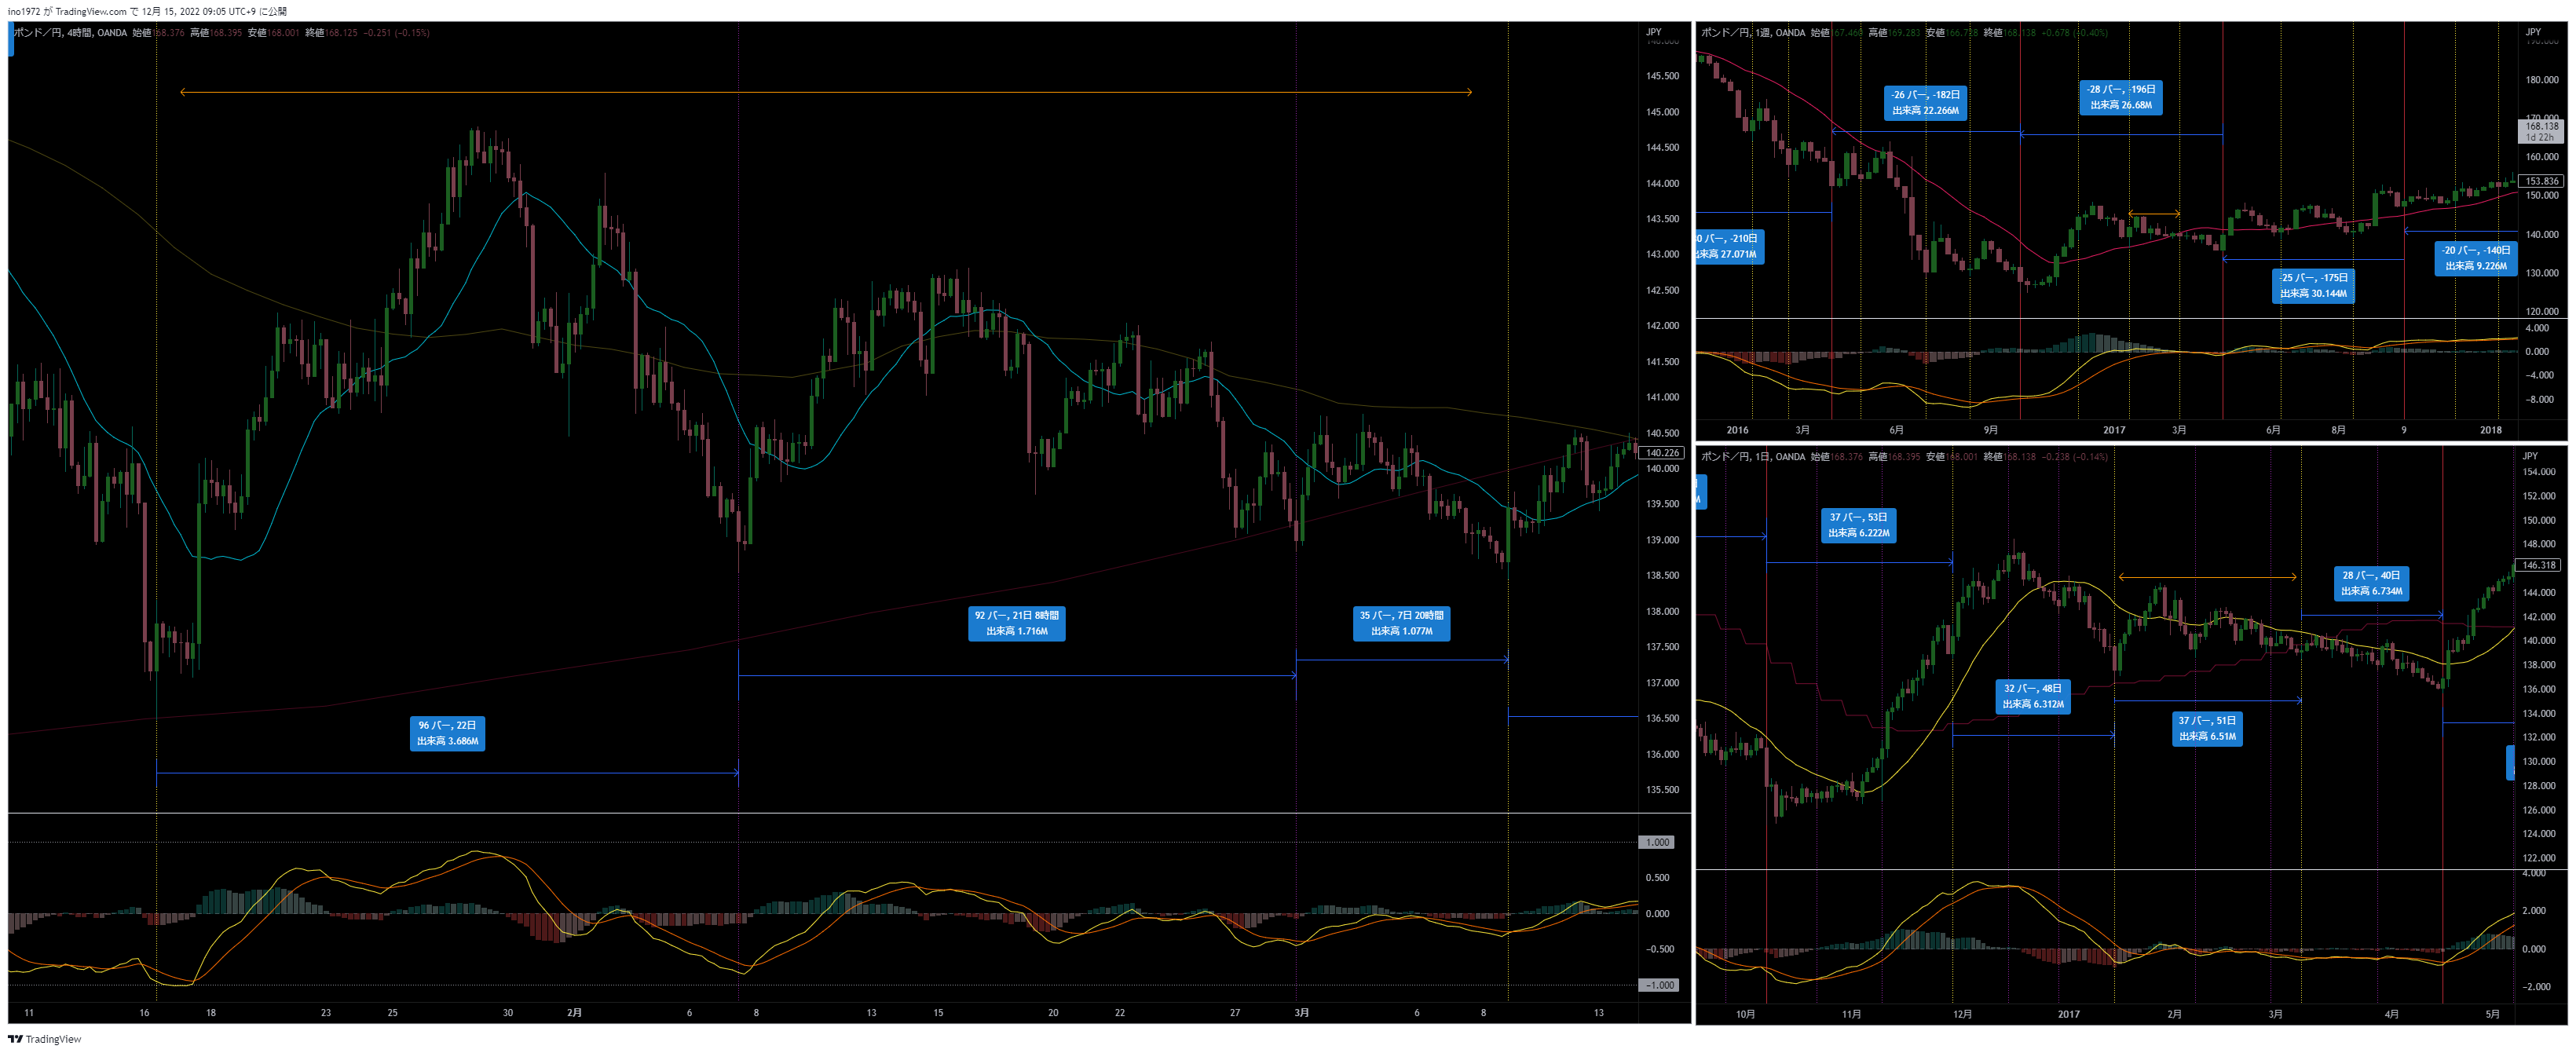 ino1972 が TradingView.com で 12月 15, 2022 09:05 UTC+9 に公開
ポンド／円, 4時間, OANDA 始値168.376 高値168.395 安値168.001 終値168.125 −0.251 (−0.15%)
JPY
145.500
145.000
144.500
144.000
143.500
143.000
142.500
142.000
141.500
141.000
140.500
140.226
140.000
139.500
139.000
138.500
138.000
137.500
137.000
136.500
136.000
135.500
92 バー, 21日 8時間
出来高 1.716M
35 バー, 7日 20時間
出来高 1.077M
96 バー, 22日
出来高 3.686M
1.000
0.500
0.000
−0.500
−1.000
11 16 18 23 25 30 2月 6 8 13 15 20 22 27 3月 6 8 13
ポンド／円, 1週, OANDA 始値167.460 高値169.283 安値166.738 終値168.138 −0.678 (−0.40%)
JPY
190.000
180.000
170.000
168.138
1d 22h
160.000
153.836
150.000
140.000
130.000
120.000
-26 バー, -182日
出来高 22.266M
-28 バー, -196日
出来高 26.68M
0 バー, -210日
出来高 27.071M
-20 バー, -140日
出来高 9.226M
-25 バー, -175日
出来高 30.144M
4.000
0.000
−4.000
−8.000
2016 3月 6月 9月 2017 3月 6月 8月 9 2018
ポンド／円, 1日, OANDA 始値168.376 高値168.395 安値168.001 終値168.138 −0.238 (−0.14%)
JPY
154.000
152.000
150.000
148.000
146.318
144.000
142.000
140.000
138.000
136.000
134.000
132.000
130.000
128.000
126.000
124.000
122.000
37 バー, 53日
出来高 6.222M
28 バー, 40日
出来高 6.734M
32 バー, 48日
出来高 6.312M
37 バー, 51日
出来高 6.51M
4.000
2.000
0.000
−2.000
10月 11月 12月 2017 2月 3月 4月 5月
TradingView